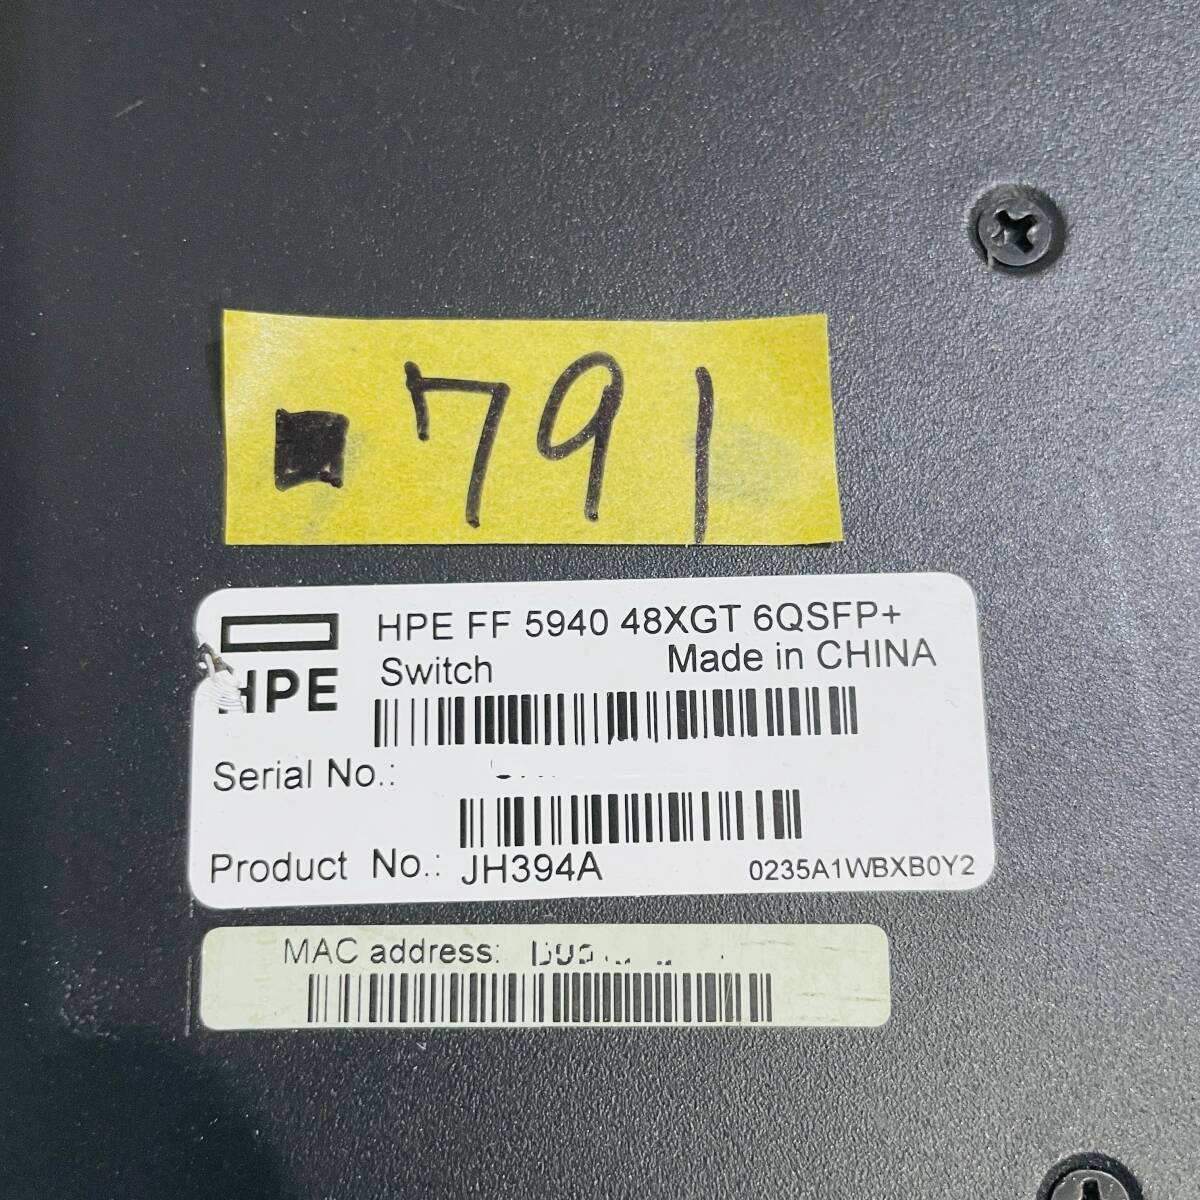 ■791
HPE FF 5940 48XGT 6QSFP+
Switch Made in CHINA
HPE
Serial No.:
Product No.: JH394A 0235A1WBXB0Y2
MAC address: